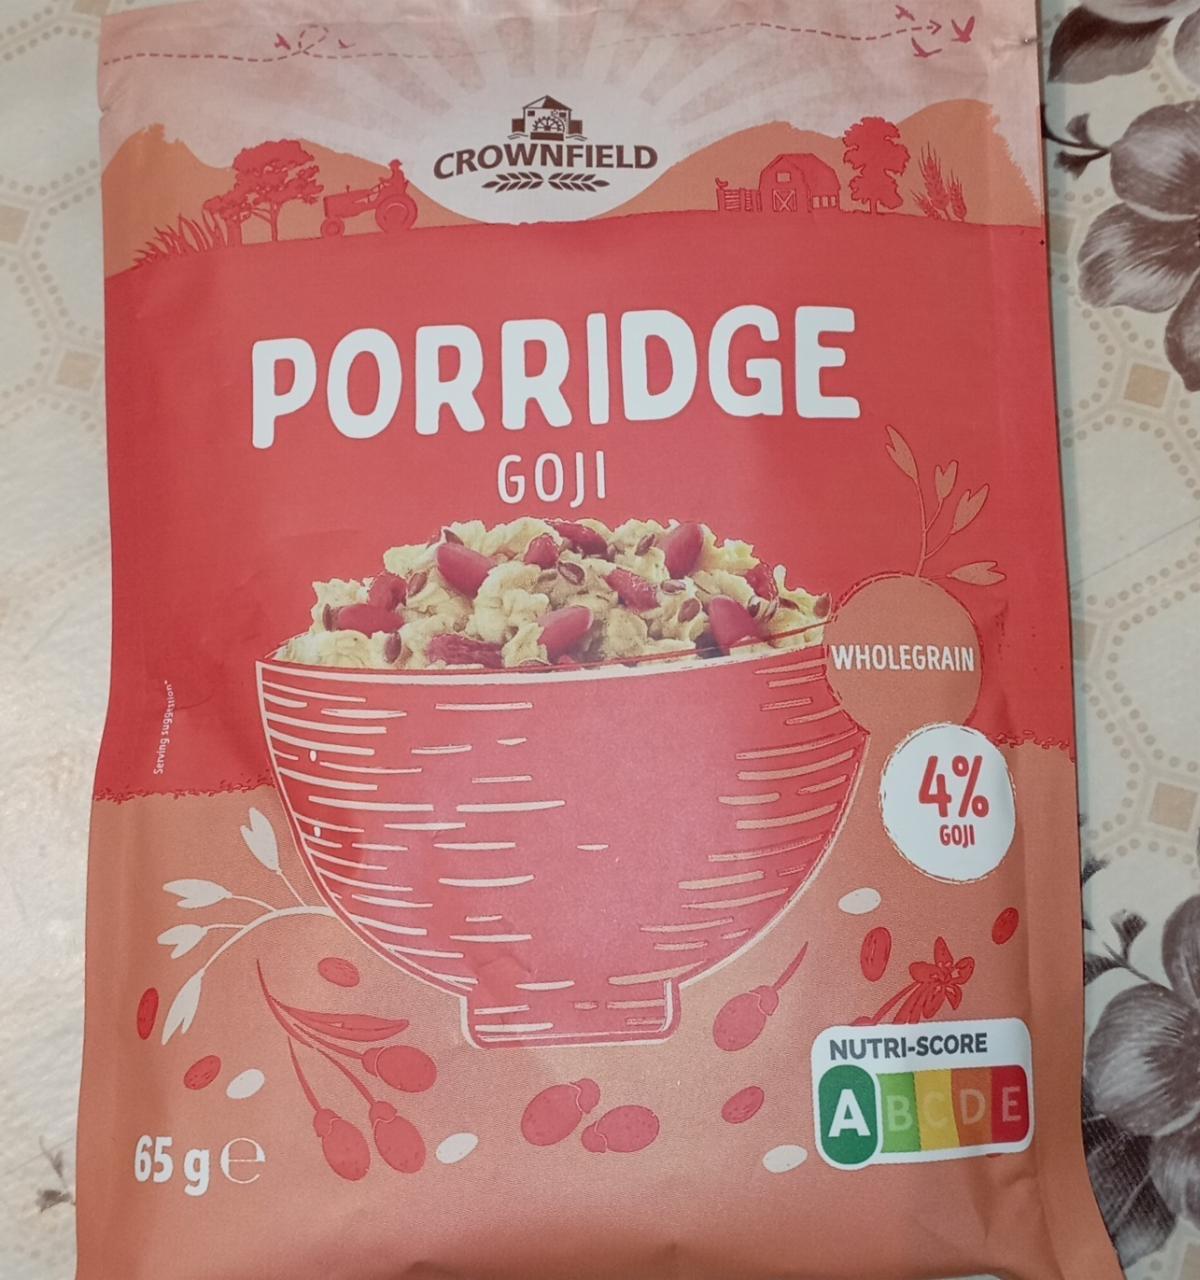 CROWNFIELD
PORRIDGE
GOJI
WHOLEGRAIN
Serving suggestion*
4%
GOJI
NUTRI-SCORE
A B C D E
65 g ℮